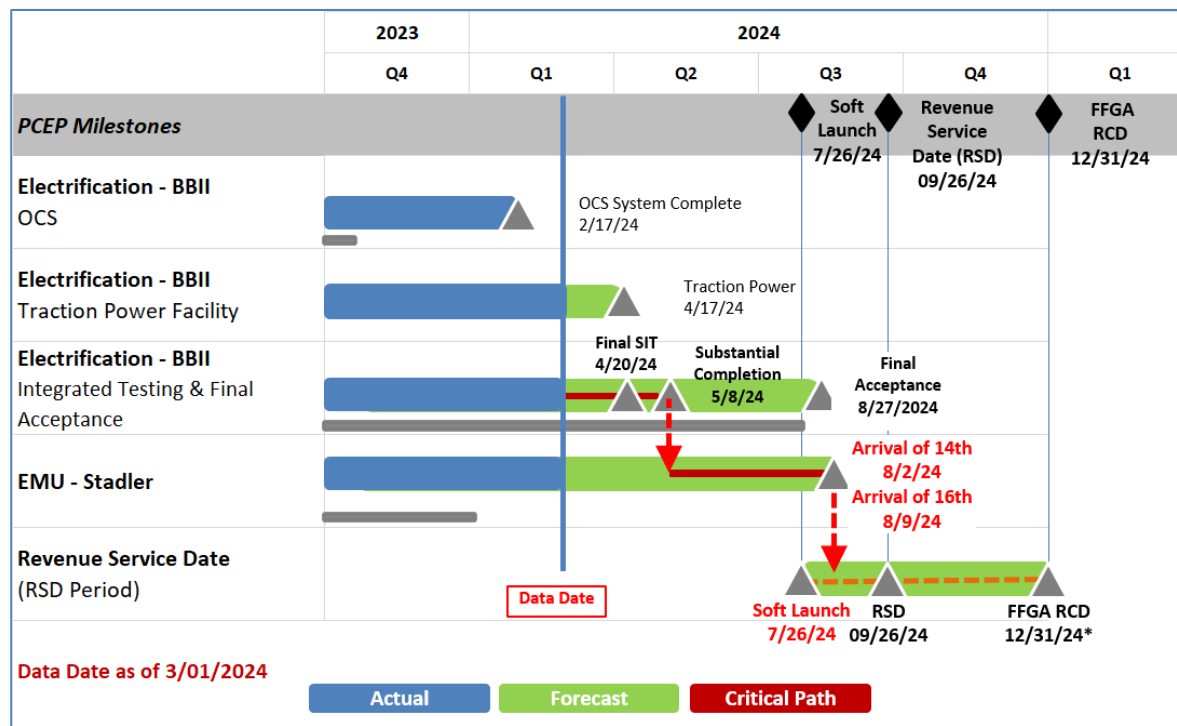 2023
2024
Q4
Q1
Q2
Q3
Q4
Q1
PCEP Milestones
Soft
Launch
7/26/24
Revenue
Service
Date (RSD)
09/26/24
FFGA
RCD
12/31/24
Electrification - BBII
OCS
OCS System Complete
2/17/24
Electrification - BBII
Traction Power Facility
Traction Power
4/17/24
Electrification - BBII
Integrated Testing & Final
Acceptance
Final SIT
4/20/24
Substantial
Completion
5/8/24
Final
Acceptance
8/27/2024
EMU - Stadler
Arrival of 14th
8/2/24
Arrival of 16th
8/9/24
Revenue Service Date
(RSD Period)
Data Date
Soft Launch
7/26/24
RSD
09/26/24
FFGA RCD
12/31/24*
Data Date as of 3/01/2024
Actual
Forecast
Critical Path